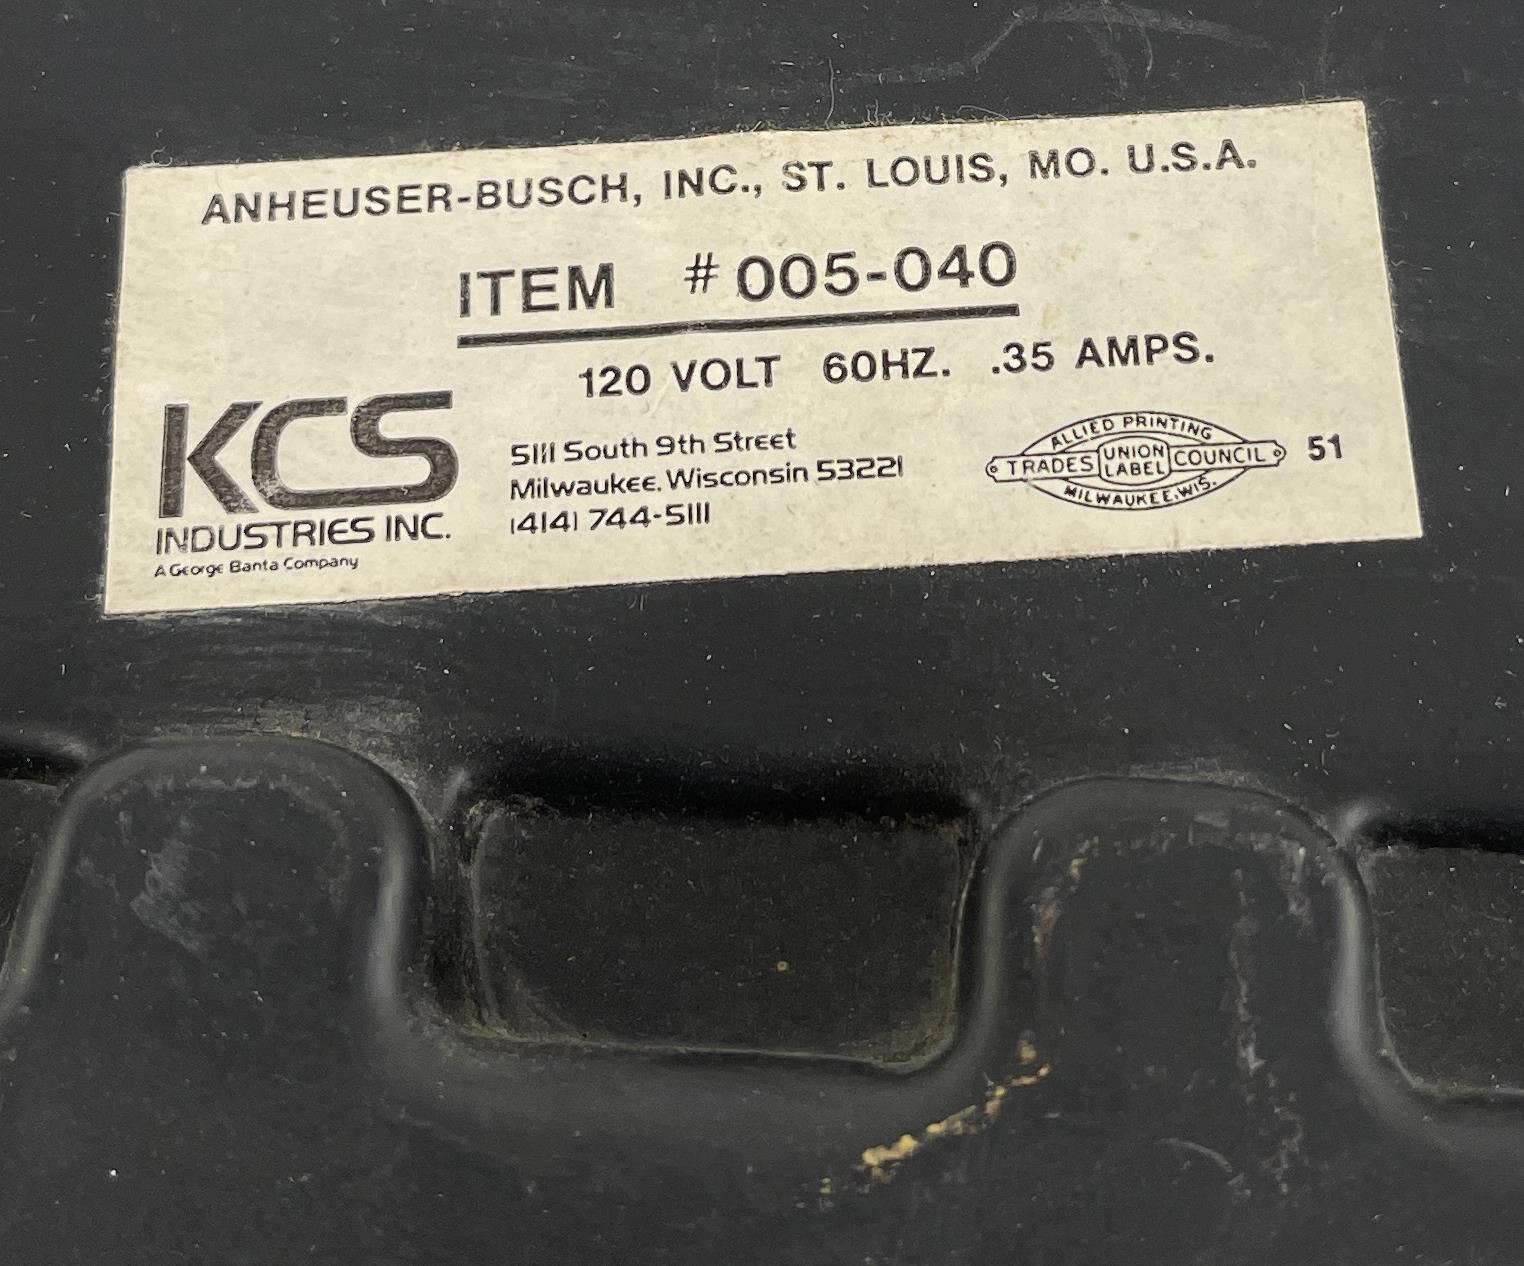 ANHEUSER-BUSCH, INC., ST. LOUIS, MO. U.S.A.
ITEM # 005-040
120 VOLT 60HZ. .35 AMPS.
KCS
INDUSTRIES INC.
A George Banta Company
5111 South 9th Street
Milwaukee, Wisconsin 53221
(414) 744-5111
ALLIED PRINTING
TRADES UNION LABEL COUNCIL
MILWAUKEE, WIS.
51